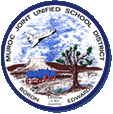 MUROC JOINT UNIFIED SCHOOL DISTRICT
BORON
EDWARDS